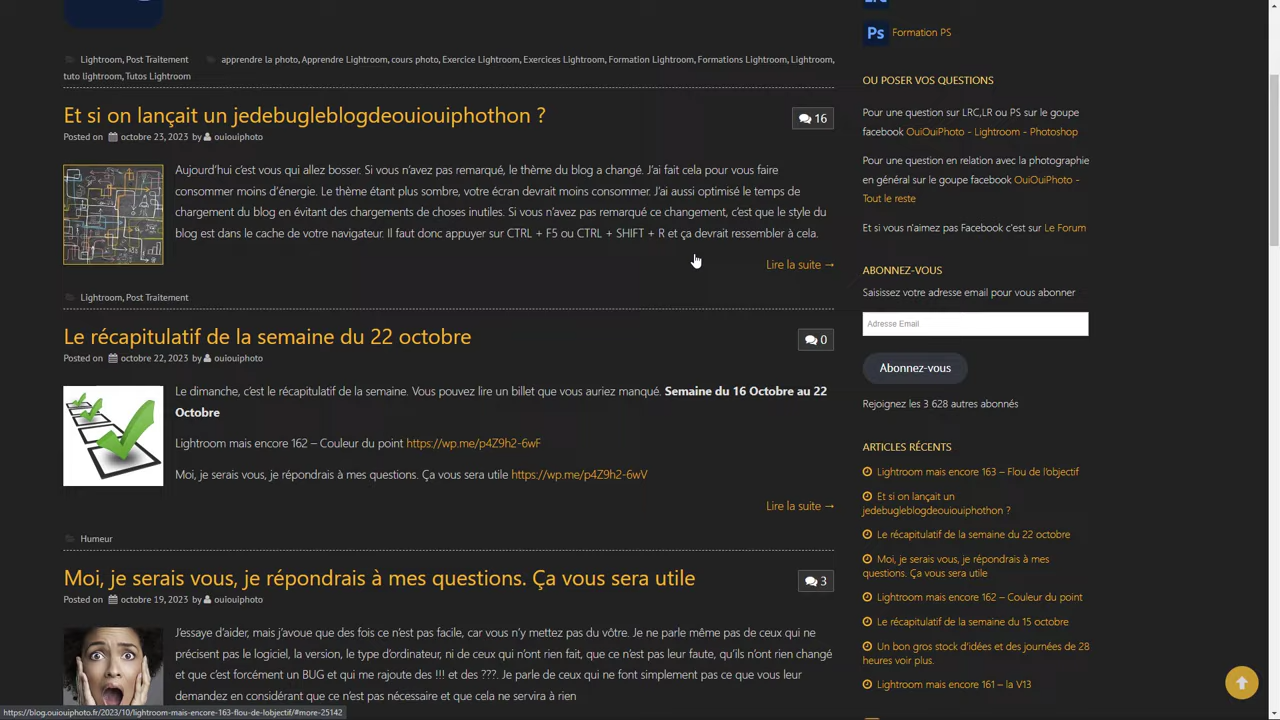 Lightroom, Post Traitement apprendre la photo, Apprendre Lightroom, cours photo, Exercice Lightroom, Exercices Lightroom, Formation Lightroom, Formations Lightroom, Lightroom,
tuto lightroom, Tutos Lightroom
Et si on lançait un jedebugleblogdeouiouiphothon ?
16
Posted on octobre 23, 2023 by ouiouiphoto
Aujourd'hui c'est vous qui allez bosser. Si vous n'avez pas remarqué, le thème du blog a changé. J'ai fait cela pour vous faire
consommer moins d'énergie. Le thème étant plus sombre, votre écran devrait moins consommer. J'ai aussi optimisé le temps de
chargement du blog en évitant des chargements de choses inutiles. Si vous n'avez pas remarqué ce changement, c'est que le style du
blog est dans le cache de votre navigateur. Il faut donc appuyer sur CTRL + F5 ou CTRL + SHIFT + R et ça devrait ressembler à cela.
Lire la suite →
Lightroom, Post Traitement
Le récapitulatif de la semaine du 22 octobre
0
Posted on octobre 22, 2023 by ouiouiphoto
Le dimanche, c'est le récapitulatif de la semaine. Vous pouvez lire un billet que vous auriez manqué. Semaine du 16 Octobre au 22
Octobre
Lightroom mais encore 162 – Couleur du point https://wp.me/p4Z9h2-6wF
Moi, je serais vous, je répondrais à mes questions. Ça vous sera utile https://wp.me/p4Z9h2-6wV
Lire la suite →
Humeur
Moi, je serais vous, je répondrais à mes questions. Ça vous sera utile
3
Posted on octobre 19, 2023 by ouiouiphoto
J'essaye d'aider, mais j'avoue que des fois ce n'est pas facile, car vous n'y mettez pas du vôtre. Je ne parle même pas de ceux qui ne
précisent pas le logiciel, la version, le type d'ordinateur, ni de ceux qui n'ont rien fait, que ce n'est pas leur faute, qu'ils n'ont rien changé
et que c'est forcément un BUG et qui me rajoute des !!! et des ???. Je parle de ceux qui ne font simplement pas ce que vous leur
demandez en considérant que ce n'est pas nécessaire et que cela ne servira à rien
https://blog.ouiouiphoto.fr/2023/10/lightroom-mais-encore-163-flou-de-lobjectif/#more-25142
Ps Formation PS
OU POSER VOS QUESTIONS
Pour une question sur LRC,LR ou PS sur le goupe
facebook OuiOuiPhoto - Lightroom - Photoshop
Pour une question en relation avec la photographie
en général sur le goupe facebook OuiOuiPhoto -
Tout le reste
Et si vous n'aimez pas Facebook c'est sur Le Forum
ABONNEZ-VOUS
Saisissez votre adresse email pour vous abonner
Adresse Email
Abonnez-vous
Rejoignez les 3 628 autres abonnés
ARTICLES RÉCENTS
Lightroom mais encore 163 – Flou de l'objectif
Et si on lançait un
jedebugleblogdeouiouiphothon ?
Le récapitulatif de la semaine du 22 octobre
Moi, je serais vous, je répondrais à mes
questions. Ça vous sera utile
Lightroom mais encore 162 – Couleur du point
Le récapitulatif de la semaine du 15 octobre
Un bon gros stock d'idées et des journées de 28
heures voir plus.
Lightroom mais encore 161 – la V13